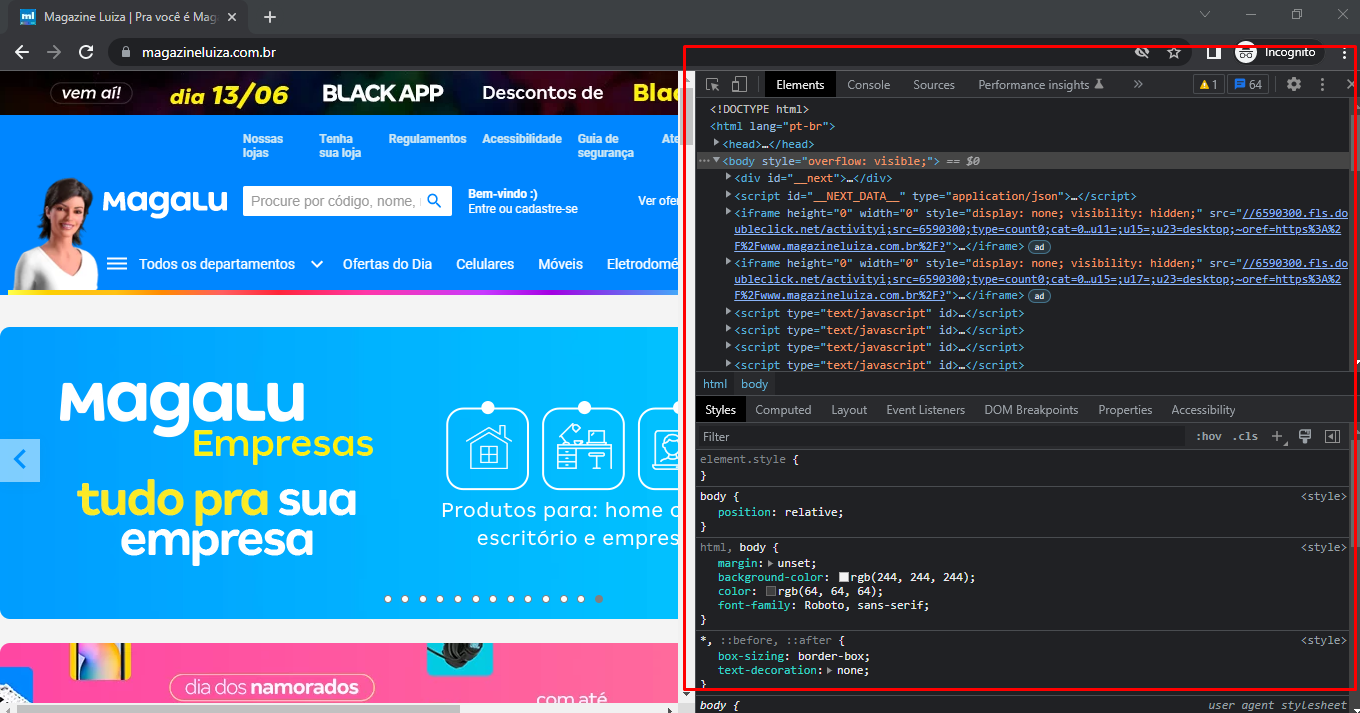 Magazine Luiza | Pra você é Mag
magazineluiza.com.br
Incognito
vem aí!
dia 13/06
BLACK APP
Descontos de
Blac
Nossas lojas
Tenha sua loja
Regulamentos
Acessibilidade
Guia de segurança
Ate
MAGALU
Procure por código, nome,
Bem-vindo :)
Entre ou cadastre-se
Ver ofer
Todos os departamentos
Ofertas do Dia
Celulares
Móveis
Eletrodomé
MAGALU
Empresas
tudo pra sua
empresa
Produtos para: home o
escritório e empres
dia dos namorados
com até
Elements
Console
Sources
Performance insights
1
64
<!DOCTYPE html>
<html lang="pt-br">
<head>…</head>
<body style="overflow: visible;"> == $0
<div id="__next">…</div>
<script id="__NEXT_DATA__" type="application/json">…</script>
<iframe height="0" width="0" style="display: none; visibility: hidden;" src="//6590300.fls.do
ubleclick.net/activityi;src=6590300;type=count0;cat=0…u11=;u15=;u23=desktop;~oref=https%3A%2
F%2Fwww.magazineluiza.com.br%2F?">…</iframe> ad
<iframe height="0" width="0" style="display: none; visibility: hidden;" src="//6590300.fls.do
ubleclick.net/activityi;src=6590300;type=count0;cat=0…u15=;u17=;u23=desktop;~oref=https%3A%2
F%2Fwww.magazineluiza.com.br%2F?">…</iframe> ad
<script type="text/javascript" id>…</script>
<script type="text/javascript" id>…</script>
<script type="text/javascript" id>…</script>
<script type="text/javascript" id>…</script>
html body
Styles
Computed
Layout
Event Listeners
DOM Breakpoints
Properties
Accessibility
Filter
:hov .cls
element.style {
}
body { <style>
position: relative;
}
html, body { <style>
margin: unset;
background-color: rgb(244, 244, 244);
color: rgb(64, 64, 64);
font-family: Roboto, sans-serif;
}
*, ::before, ::after { <style>
box-sizing: border-box;
text-decoration: none;
}
body { user agent stylesheet